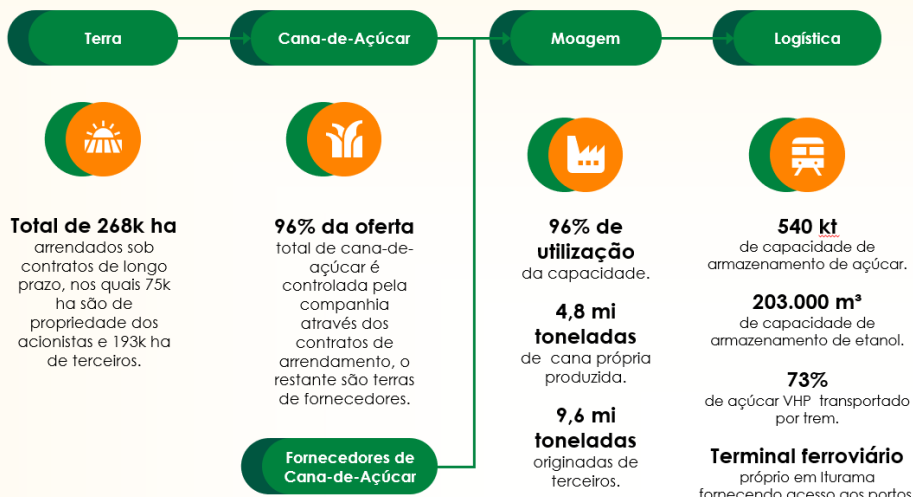 Terra
Cana-de-Açúcar
Moagem
Logística
Total de 268k ha
arrendados sob
contratos de longo
prazo, nos quais 75k
ha são de
propriedade dos
acionistas e 193k ha
de terceiros.
96% da oferta
total de cana-de-
açúcar é
controlada pela
companhia
através dos
contratos de
arrendamento, o
restante são terras
de fornecedores.
Fornecedores de
Cana-de-Açúcar
96% de
utilização
da capacidade.
4,8 mi
toneladas
de cana própria
produzida.
9,6 mi
toneladas
originadas de
terceiros.
540 kt
de capacidade de
armazenamento de açúcar.
203.000 m³
de capacidade de
armazenamento de etanol.
73%
de açúcar VHP transportado
por trem.
Terminal ferroviário
próprio em Iturama
fornecendo acesso aos portos